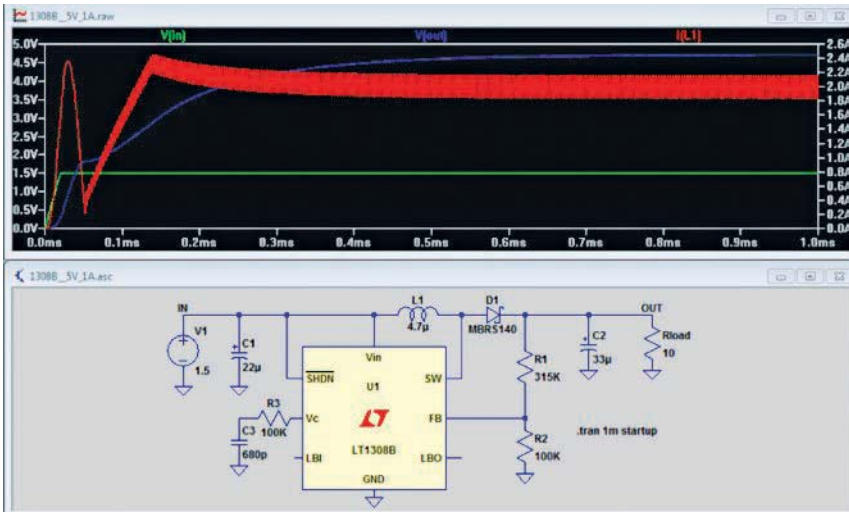 1308B_5V_1A.raw
V(in) V(out) I(L1)
5.0V 2.6A
4.5V 2.4A
4.0V 2.2A
3.5V 2.0A
3.0V 1.8A
2.5V 1.6A
2.0V 1.4A
1.5V 1.2A
1.0V 1.0A
0.5V 0.8A
0.0V 0.6A
0.4A
0.2A
0.0A
0.0ms 0.1ms 0.2ms 0.3ms 0.4ms 0.5ms 0.6ms 0.7ms 0.8ms 0.9ms 1.0ms
1308B_5V_1A.asc
IN L1 D1 OUT
4.7µ MBRS140
V1 C1 C2 Rload
1.5 22µ 33µ 10
Vin R1
SHDN U1 SW 315K
R3
100K
Vc FB
C3
680p
LT1308B R2
100K
.tran 1m startup
LBI LBO
GND